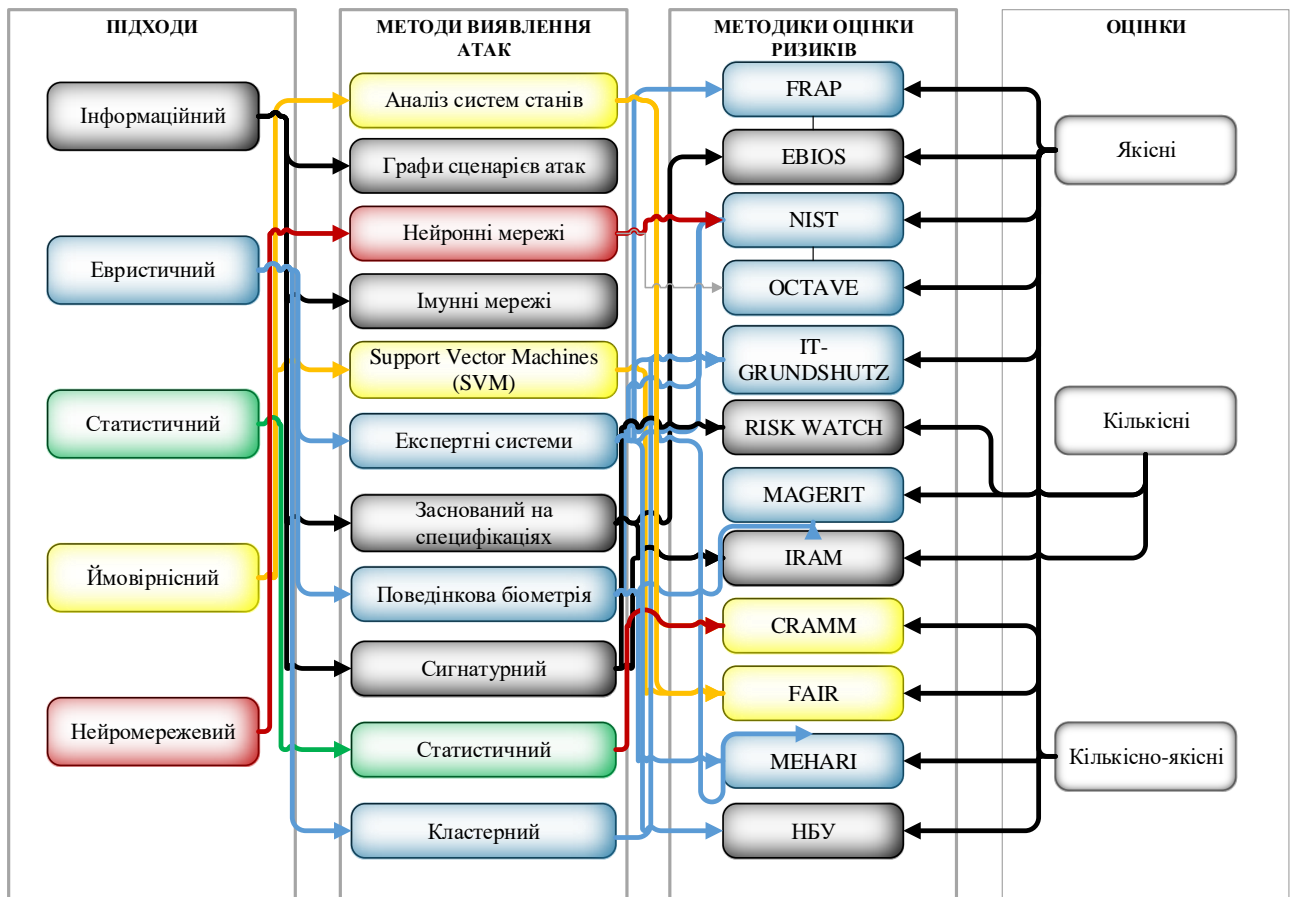 ПІДХОДИ
Інформаційний
Евристичний
Статистичний
Ймовірнісний
Нейромережевий
МЕТОДИ ВИЯВЛЕННЯ
АТАК
Аналіз систем станів
Графи сценарієв атак
Нейронні мережі
Імунні мережі
Support Vector Machines
(SVM)
Експертні системи
Заснований на
специфікаціях
Поведінкова біометрія
Сигнатурний
Статистичний
Кластерний
МЕТОДИКИ ОЦІНКИ
РИЗИКІВ
FRAP
EBIOS
NIST
OCTAVE
IT-
GRUNDSHUTZ
RISK WATCH
MAGERIT
IRAM
CRAMM
FAIR
MEHARI
НБУ
ОЦІНКИ
Якісні
Кількісні
Кількісно-якісні